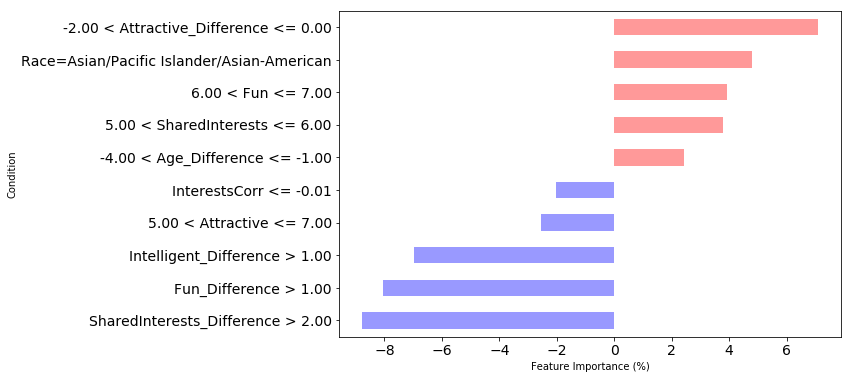 -2.00 < Attractive_Difference <= 0.00
Race=Asian/Pacific Islander/Asian-American
6.00 < Fun <= 7.00
5.00 < SharedInterests <= 6.00
-4.00 < Age_Difference <= -1.00
InterestsCorr <= -0.01
5.00 < Attractive <= 7.00
Intelligent_Difference > 1.00
Fun_Difference > 1.00
SharedInterests_Difference > 2.00
Condition
−8 −6 −4 −2 0 2 4 6
Feature Importance (%)